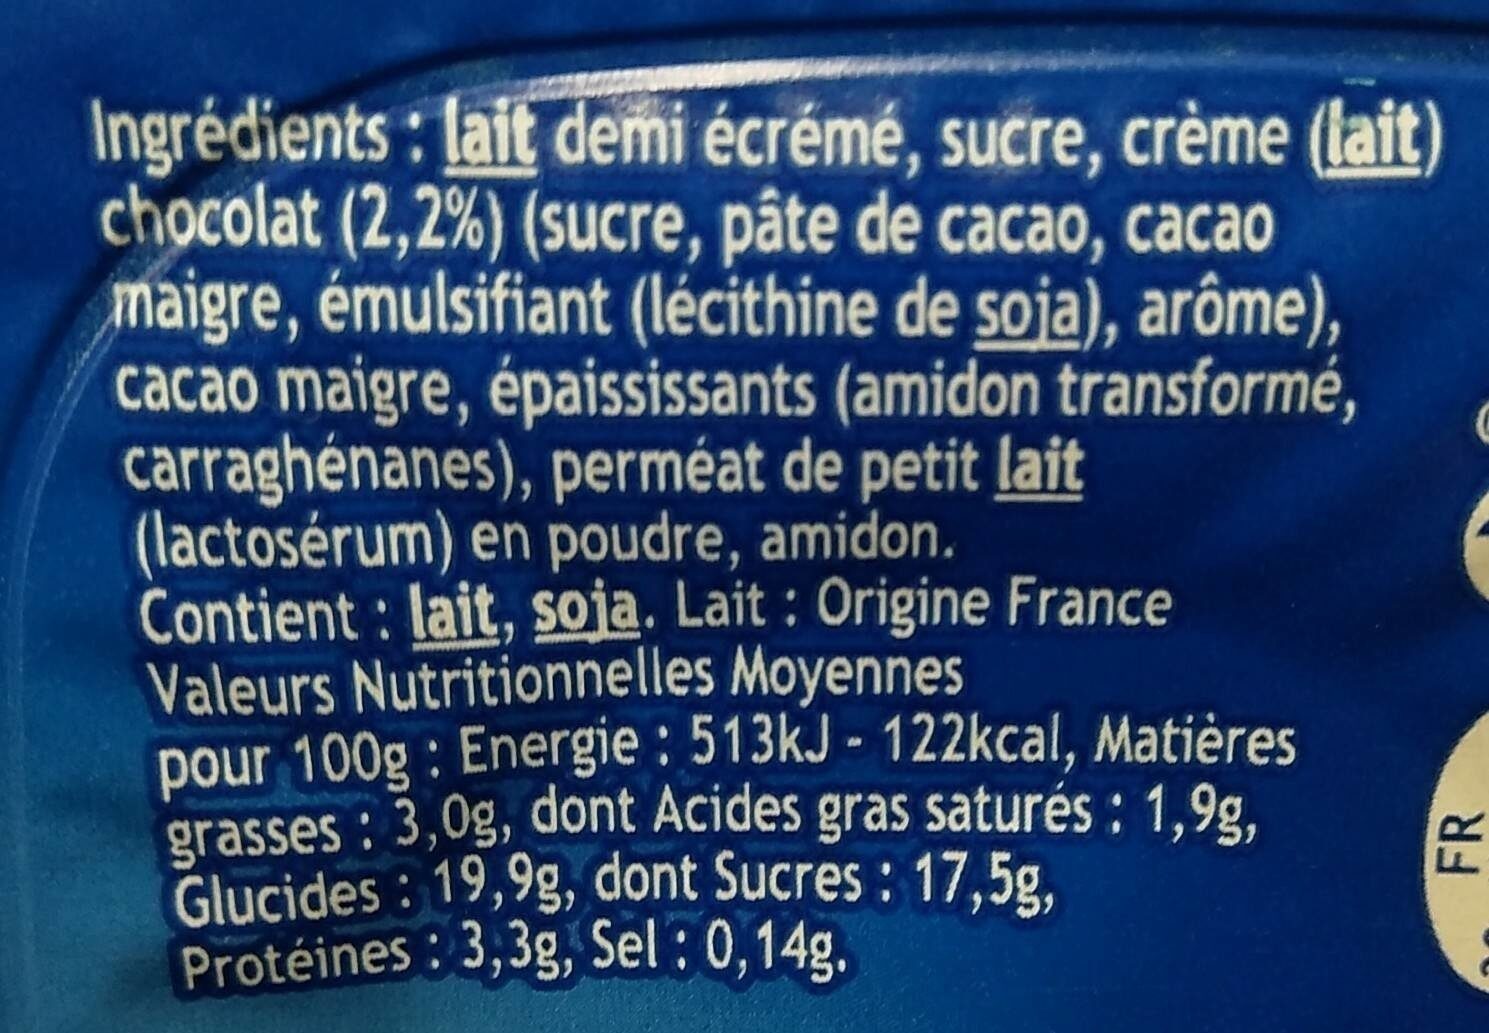 Ingrédients : lait demi écrémé, sucre, crème (lait)
chocolat (2,2%) (sucre, pâte de cacao, cacao
maigre, émulsifiant (lécithine de soja), arôme),
cacao maigre, épaississants (amidon transformé,
carraghénanes), perméat de petit lait
(lactosérum) en poudre, amidon.
Contient : lait, soja. Lait : Origine France
Valeurs Nutritionnelles Moyennes
pour 100g : Energie : 513kJ - 122kcal, Matières
grasses : 3,0g, dont Acides gras saturés : 1,9g,
Glucides : 19,9g, dont Sucres : 17,5g,
Protéines : 3,3g, Sel : 0,14g.
FR